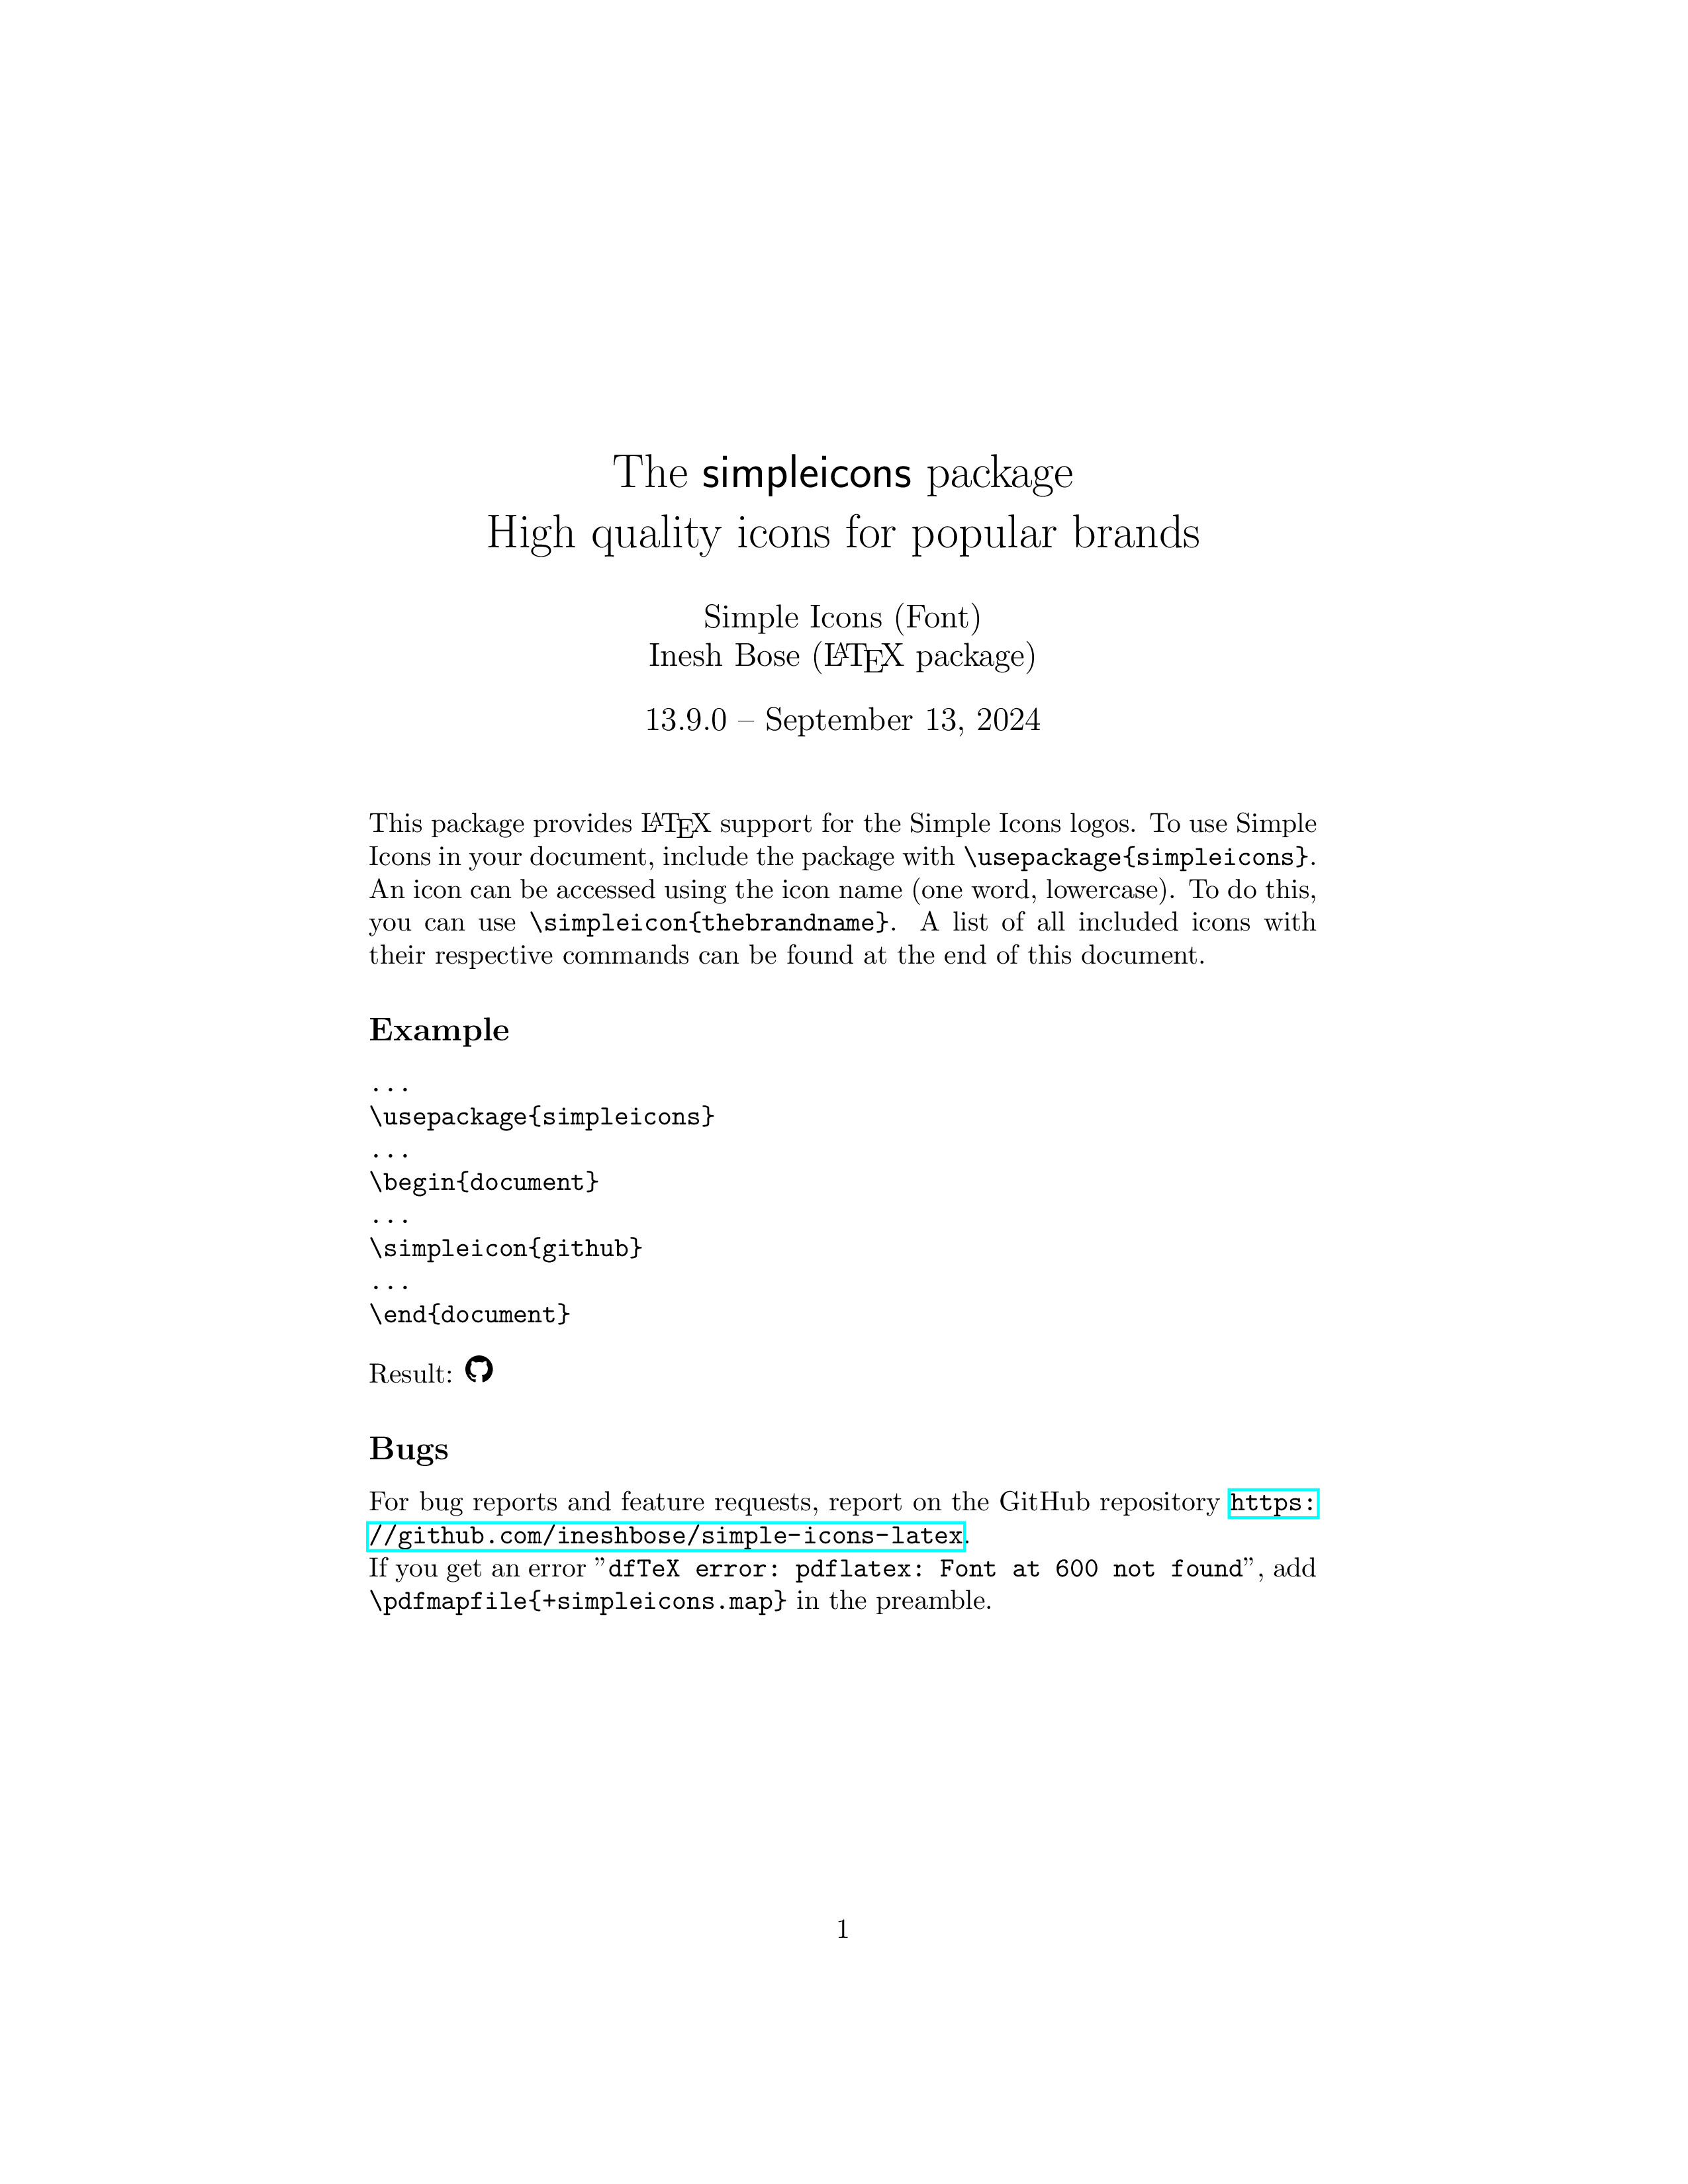 The simpleicons package
High quality icons for popular brands
Simple Icons (Font)
Inesh Bose (LATEX package)
13.9.0 – September 13, 2024
This package provides LATEX support for the Simple Icons logos. To use Simple
Icons in your document, include the package with \usepackage{simpleicons}.
An icon can be accessed using the icon name (one word, lowercase). To do this,
you can use \simpleicon{thebrandname}. A list of all included icons with
their respective commands can be found at the end of this document.
Example
...
\usepackage{simpleicons}
...
\begin{document}
...
\simpleicon{github}
...
\end{document}
Result:
Bugs
For bug reports and feature requests, report on the GitHub repository https:
//github.com/ineshbose/simple-icons-latex.
If you get an error ”dfTeX error: pdflatex: Font at 600 not found”, add
\pdfmapfile{+simpleicons.map} in the preamble.
1